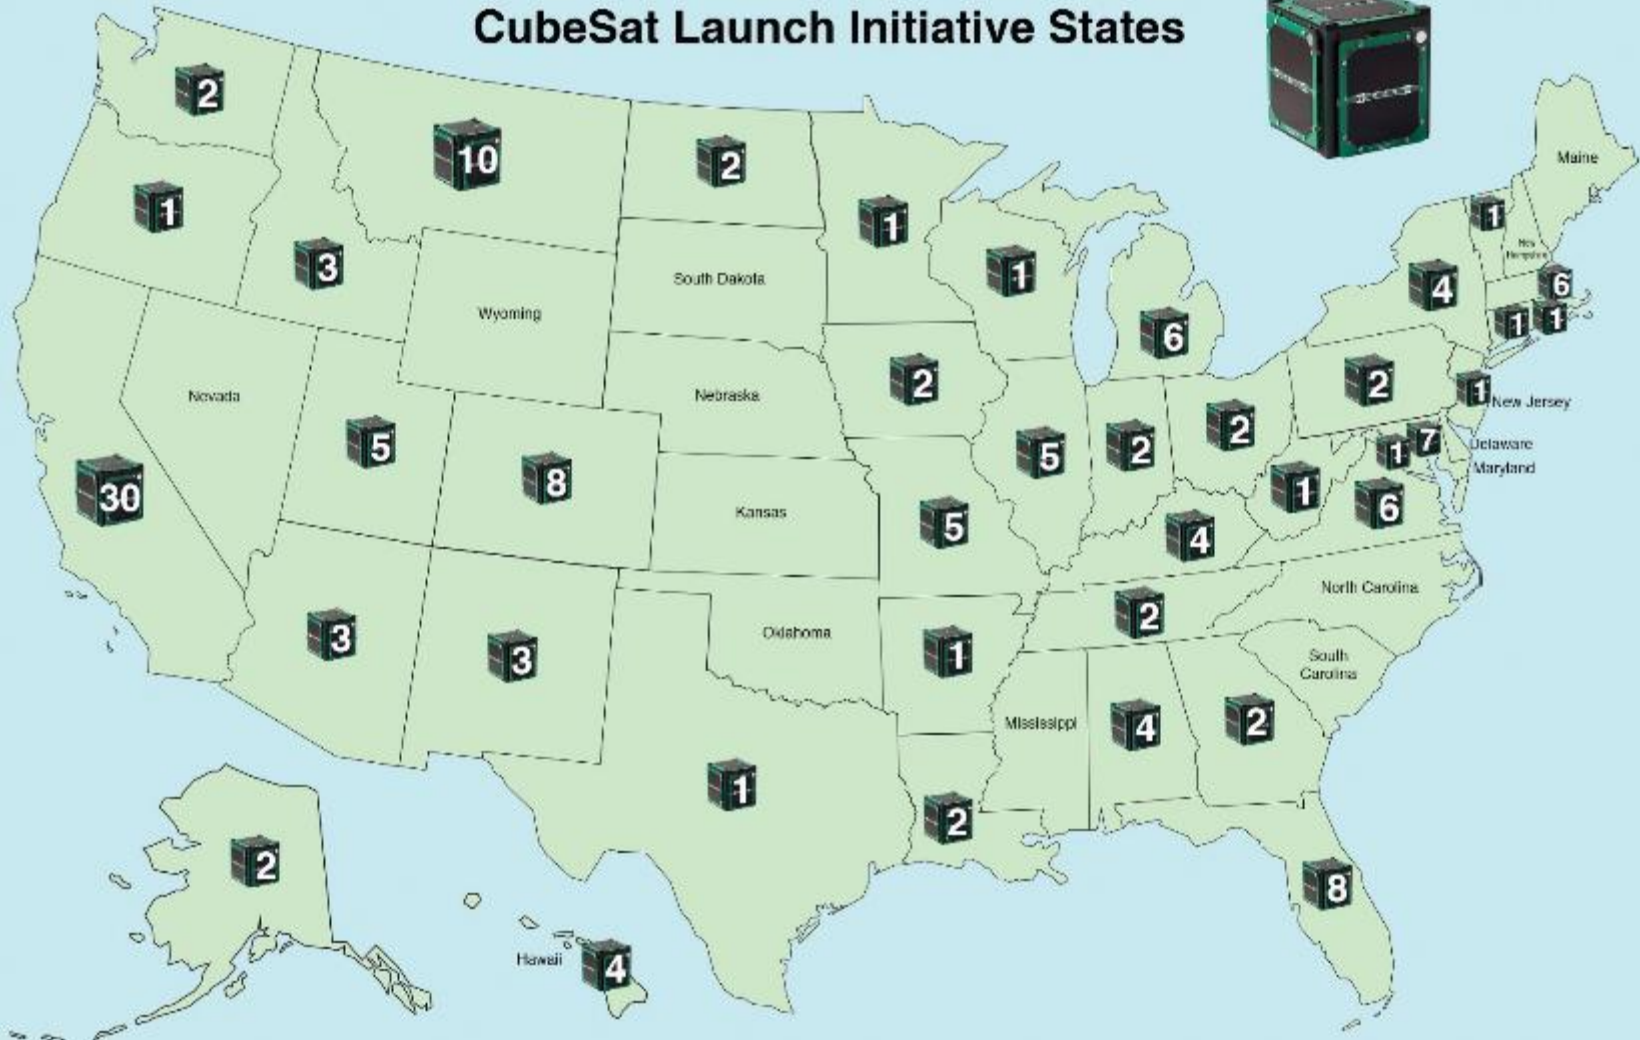 CubeSat Launch Initiative States
2
10
2
Maine
1
1
1
New
Hampshire
3
1
South Dakota
4
6
Wyoming
1
1
6
2
2
Nevada
Nebraska
1
New Jersey
5
2
2
7
Delaware
8
5
1
Maryland
30
1
6
Kansas
5
4
North Carolina
2
3
Oklahoma
3
1
South
Carolina
Mississippi
4
2
1
2
2
8
Hawaii
4